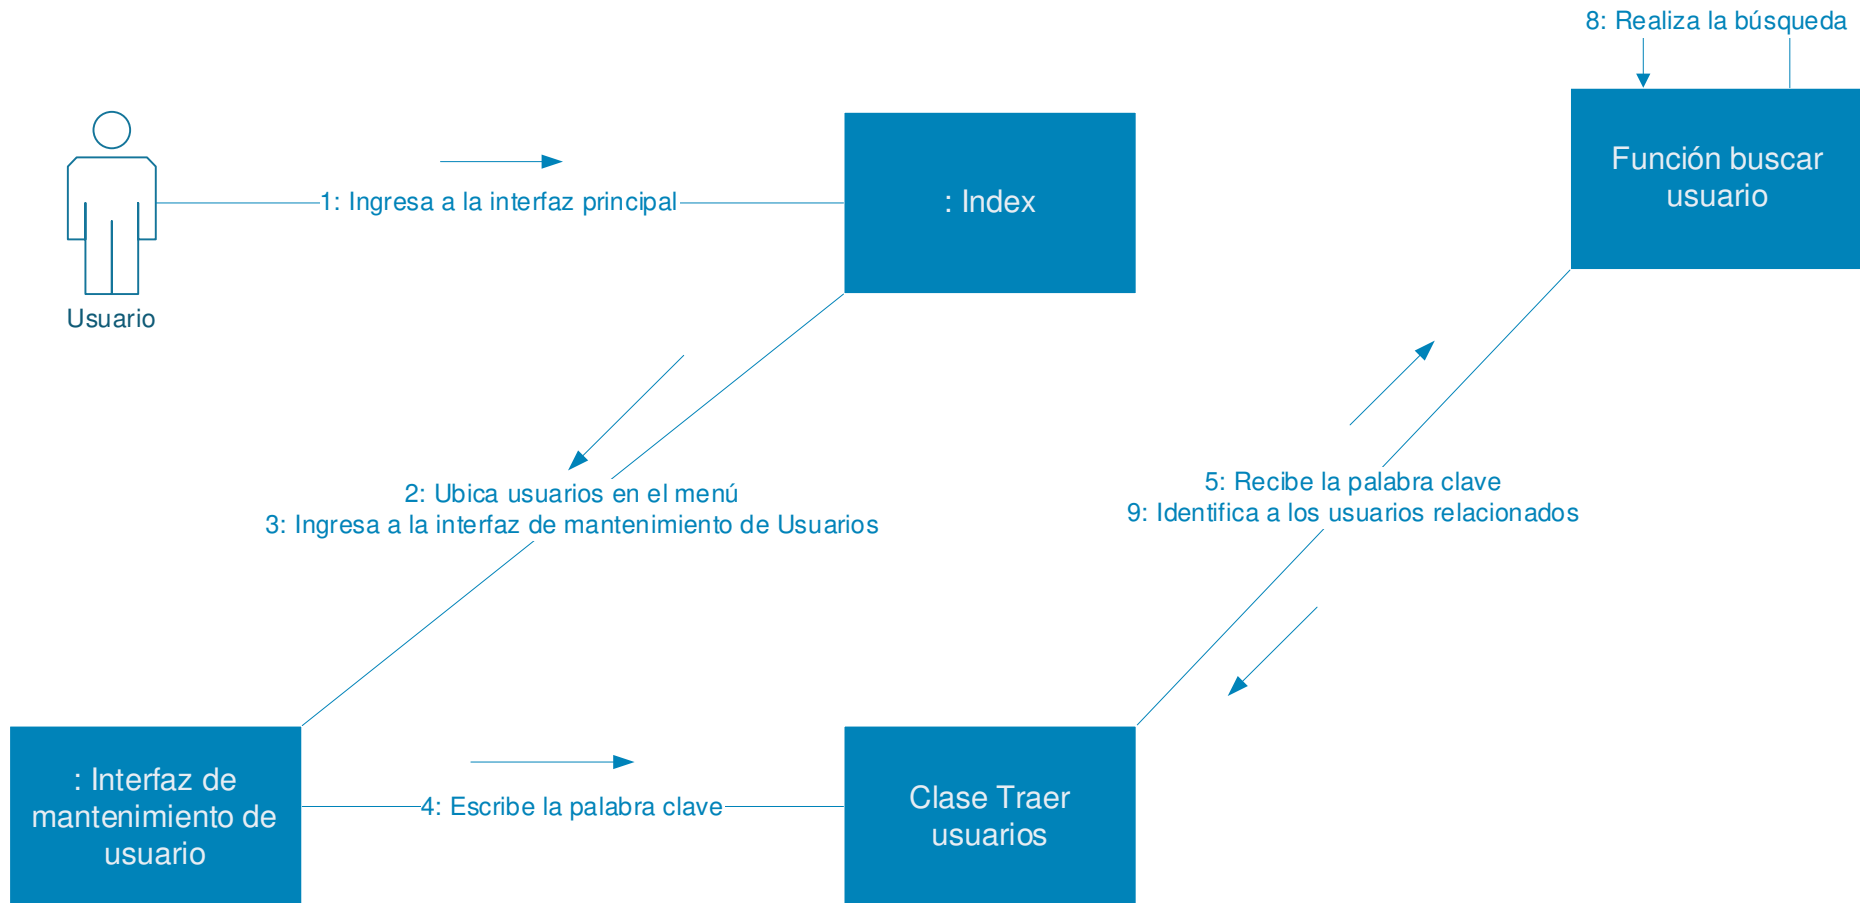 8: Realiza la búsqueda
Función buscar
usuario
1: Ingresa a la interfaz principal
: Index
Usuario
2: Ubica usuarios en el menú
3: Ingresa a la interfaz de mantenimiento de Usuarios
5: Recibe la palabra clave
9: Identifica a los usuarios relacionados
: Interfaz de
mantenimiento de
usuario
4: Escribe la palabra clave
Clase Traer
usuarios